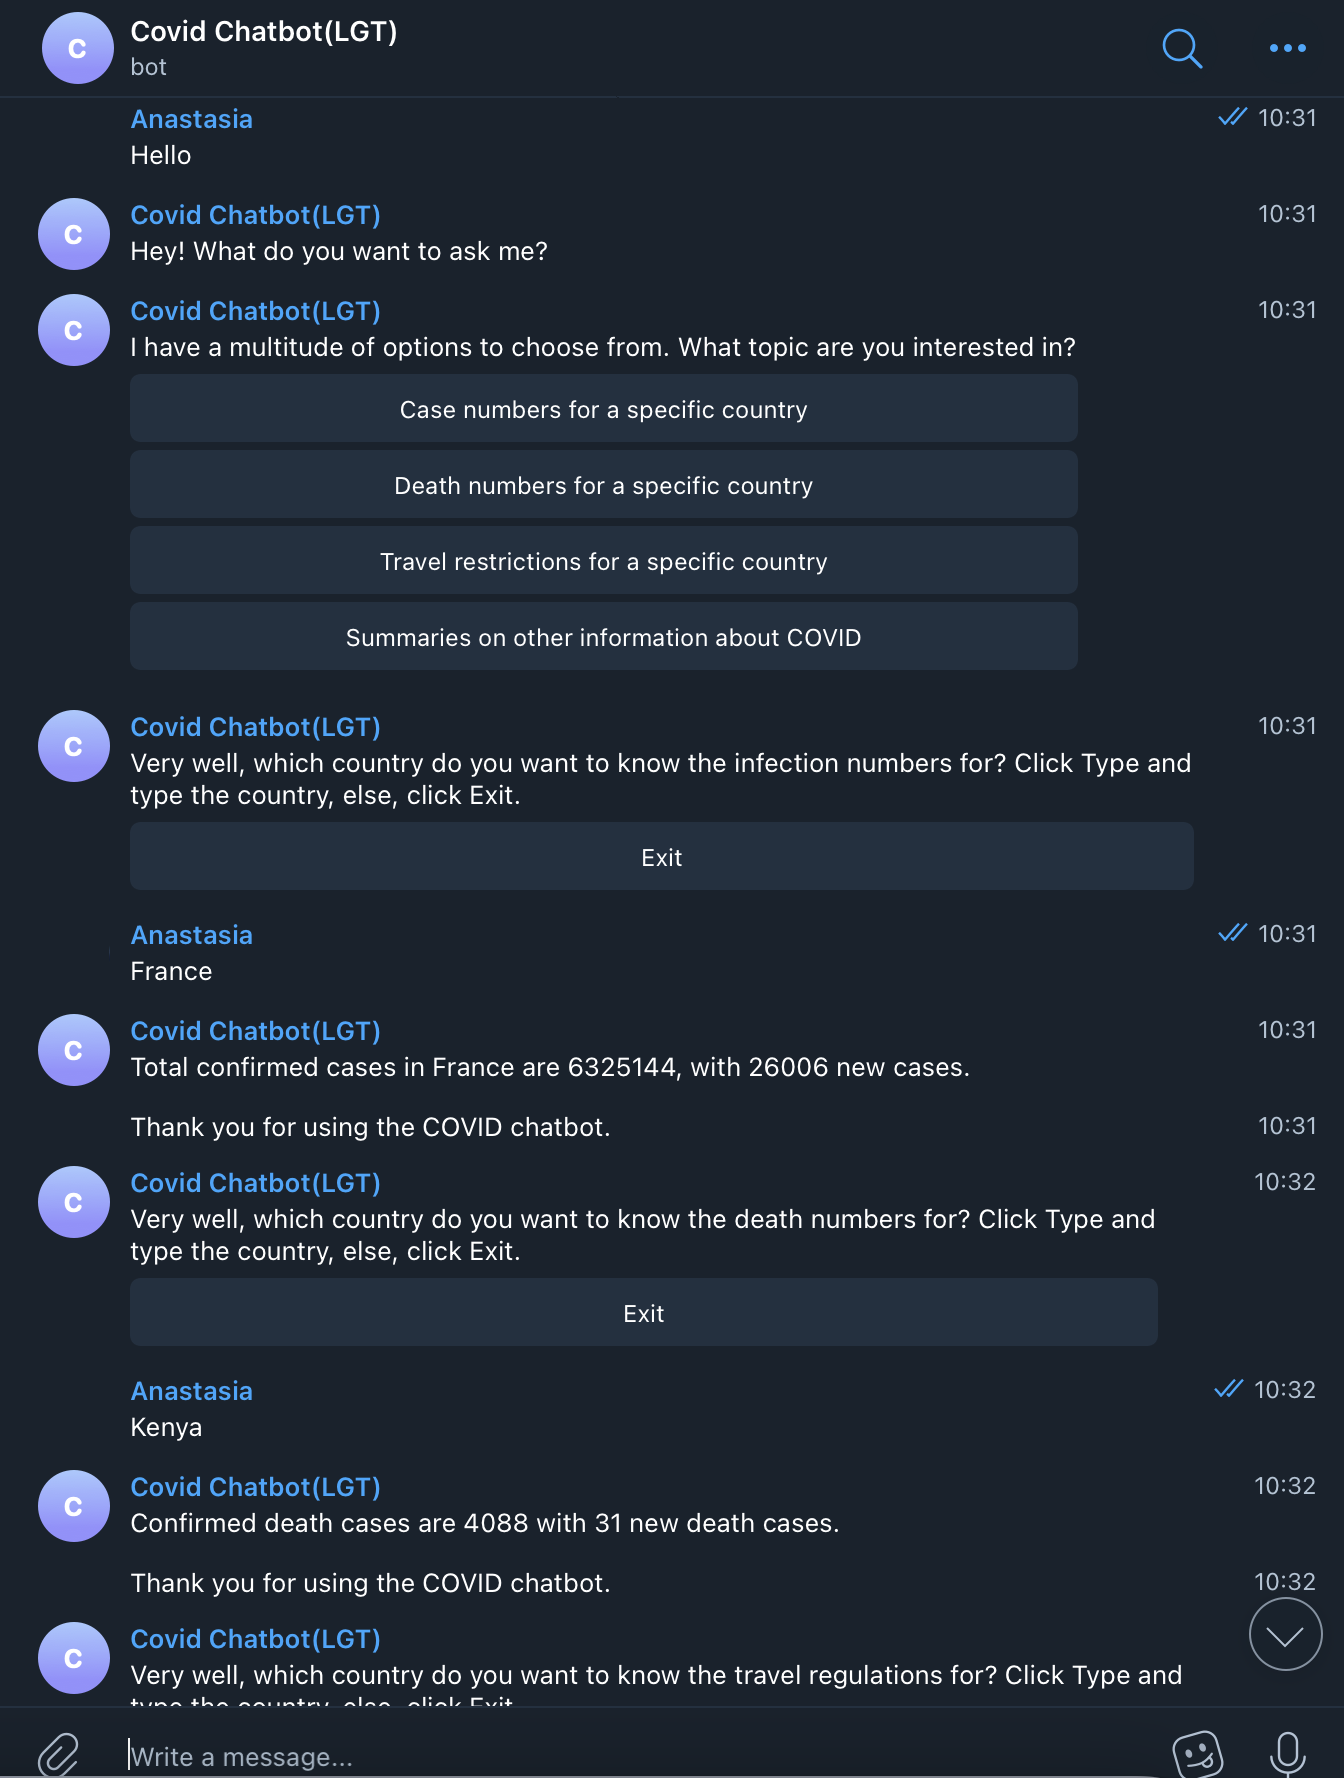 C
Covid Chatbot(LGT)
bot
Anastasia
10:31
Hello
C
Covid Chatbot(LGT)
10:31
Hey! What do you want to ask me?
C
Covid Chatbot(LGT)
10:31
I have a multitude of options to choose from. What topic are you interested in?
Case numbers for a specific country
Death numbers for a specific country
Travel restrictions for a specific country
Summaries on other information about COVID
C
Covid Chatbot(LGT)
10:31
Very well, which country do you want to know the infection numbers for? Click Type and
type the country, else, click Exit.
Exit
Anastasia
10:31
France
C
Covid Chatbot(LGT)
10:31
Total confirmed cases in France are 6325144, with 26006 new cases.
Thank you for using the COVID chatbot.
10:31
C
Covid Chatbot(LGT)
10:32
Very well, which country do you want to know the death numbers for? Click Type and
type the country, else, click Exit.
Exit
Anastasia
10:32
Kenya
C
Covid Chatbot(LGT)
10:32
Confirmed death cases are 4088 with 31 new death cases.
Thank you for using the COVID chatbot.
10:32
C
Covid Chatbot(LGT)
Very well, which country do you want to know the travel regulations for? Click Type and
type the country, else, click Exit.
Write a message...